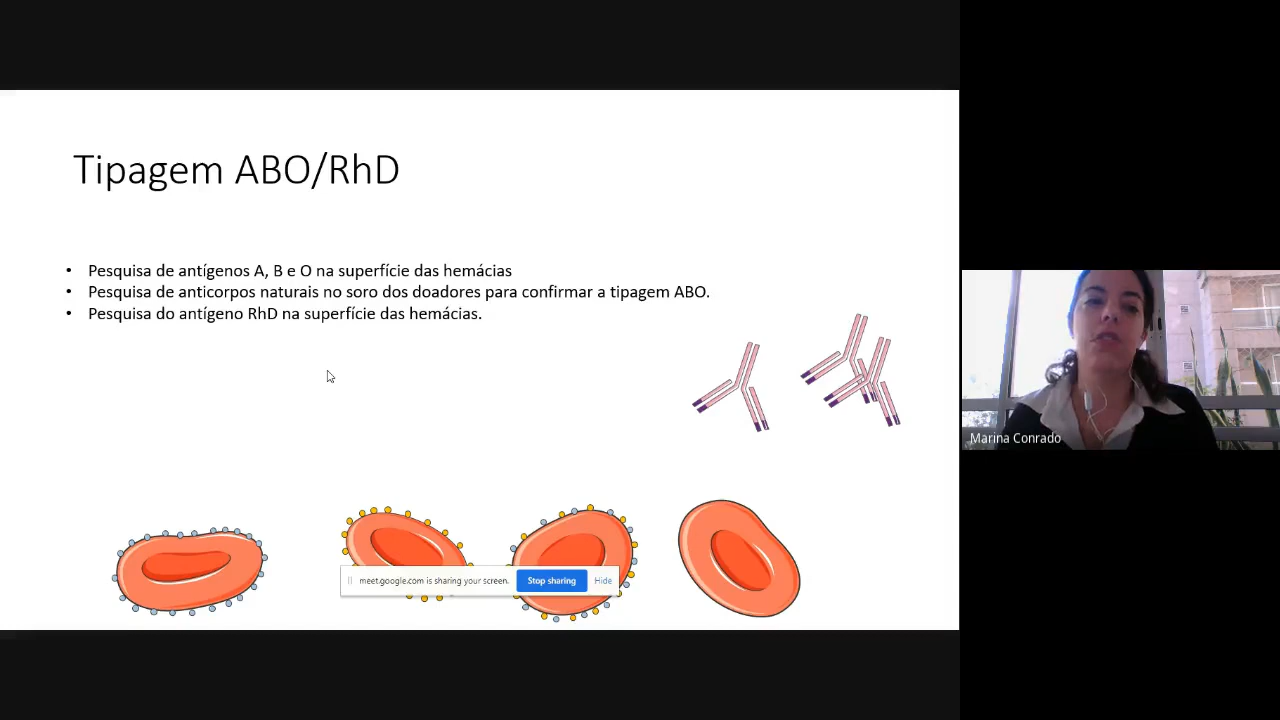 Tipagem ABO/RhD
• Pesquisa de antígenos A, B e O na superfície das hemácias
• Pesquisa de anticorpos naturais no soro dos doadores para confirmar a tipagem ABO.
• Pesquisa do antígeno RhD na superfície das hemácias.
Marina Conrado
meet.google.com is sharing your screen. Stop sharing Hide